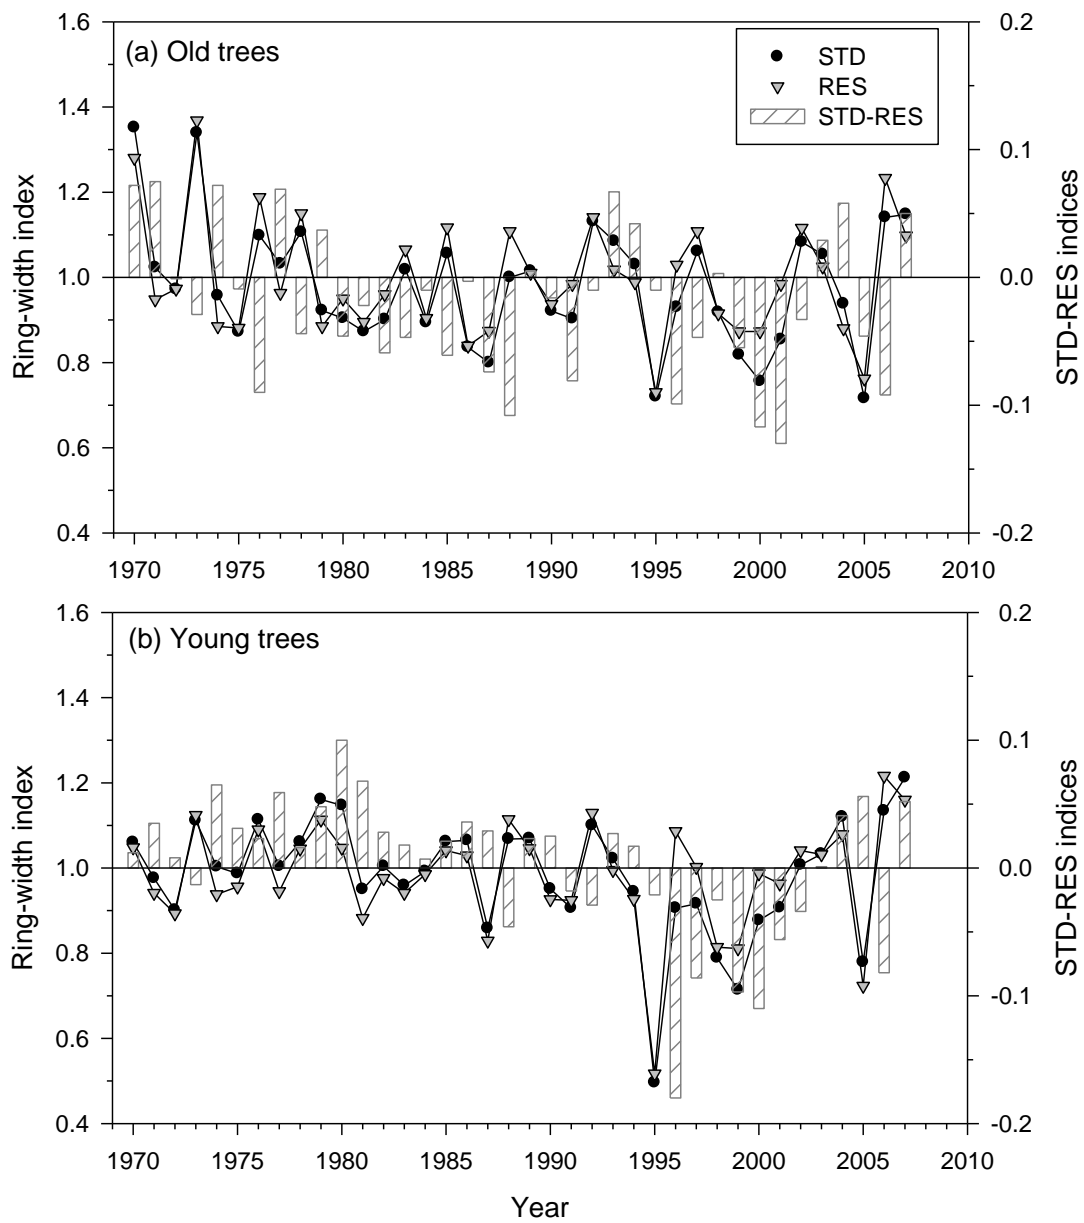 (a) Old trees
STD
RES
STD-RES
Ring-width index
1.6
1.4
1.2
1.0
0.8
0.6
0.4
STD-RES indices
0.2
0.1
0.0
-0.1
-0.2
1970 1975 1980 1985 1990 1995 2000 2005 2010
(b) Young trees
Ring-width index
1.6
1.4
1.2
1.0
0.8
0.6
0.4
STD-RES indices
0.2
0.1
0.0
-0.1
-0.2
1970 1975 1980 1985 1990 1995 2000 2005 2010
Year